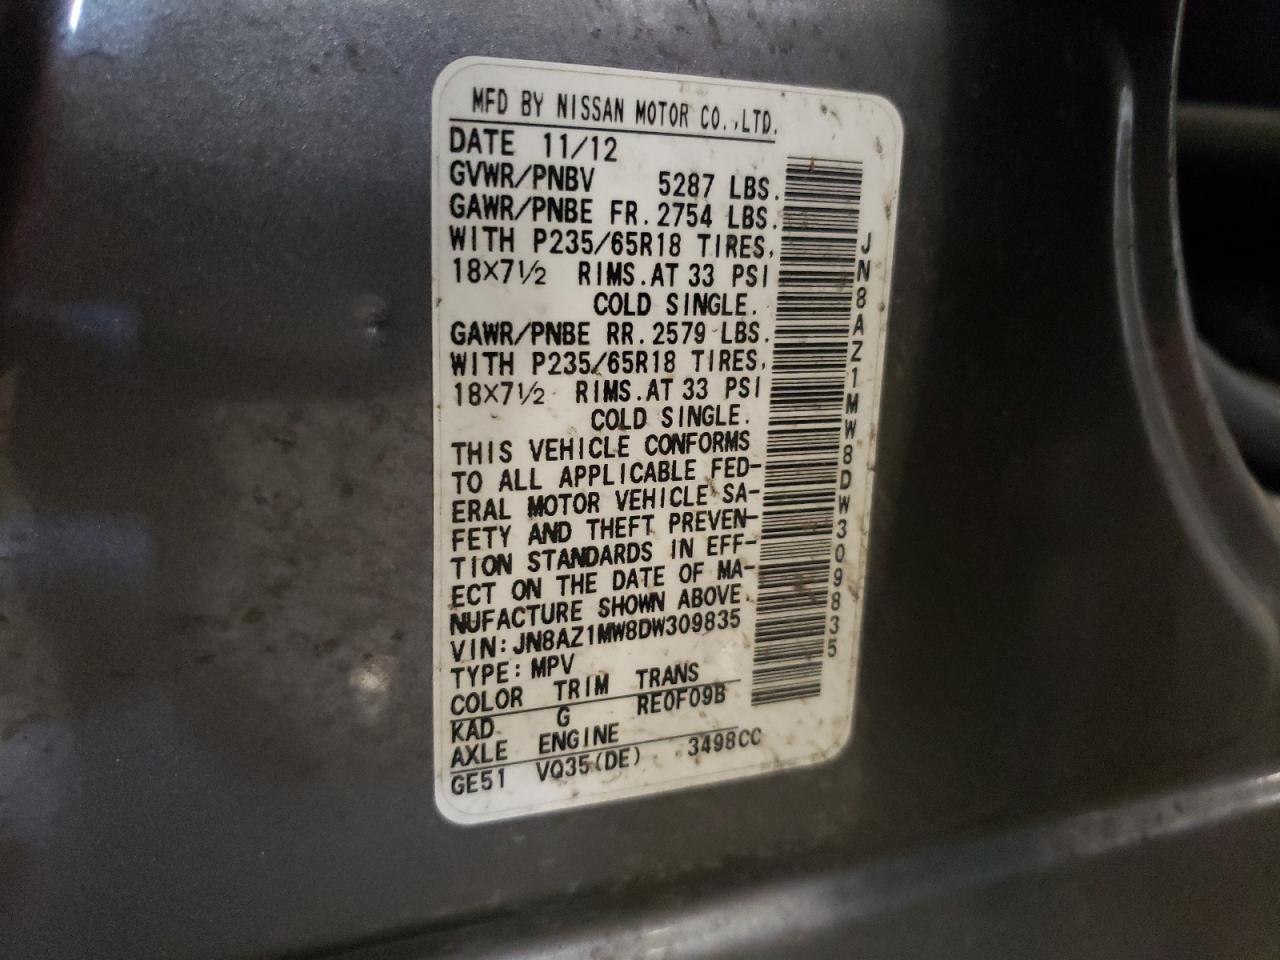 MFD BY NISSAN MOTOR CO.,LTD.
DATE 11/12
GVWR/PNBV 5287 LBS.
GAWR/PNBE FR. 2754 LBS.
WITH P235/65R18 TIRES,
18×7½ RIMS. AT 33 PSI
COLD SINGLE.
GAWR/PNBE RR. 2579 LBS.
WITH P235/65R18 TIRES,
18×7½ RIMS. AT 33 PSI
COLD SINGLE.
THIS VEHICLE CONFORMS
TO ALL APPLICABLE FED-
ERAL MOTOR VEHICLE SA-
FETY AND THEFT PREVEN-
TION STANDARDS IN EFF-
ECT ON THE DATE OF MA-
NUFACTURE SHOWN ABOVE.
VIN: JN8AZ1MW8DW309835
TYPE: MPV
COLOR TRIM TRANS
KAD G RE0F09B
AXLE ENGINE
GE51 VQ35(DE) 3498CC
JN8AZ1MW8DW309835